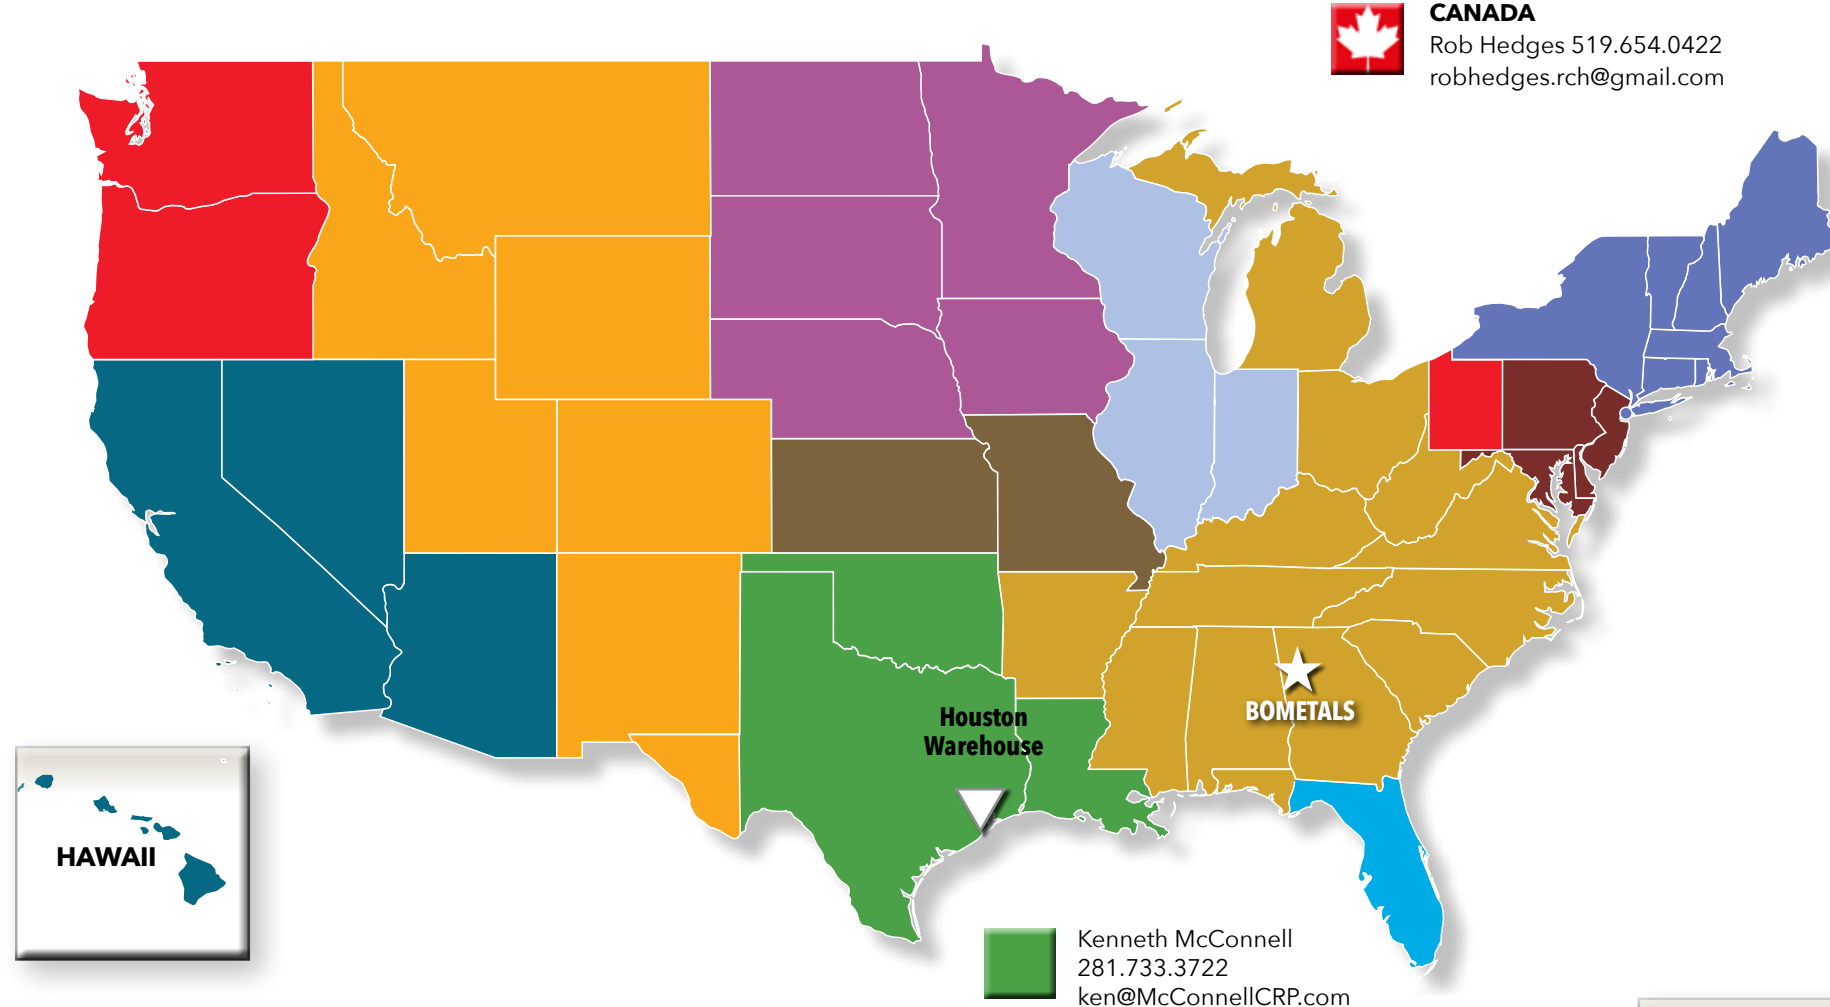 CANADA
Rob Hedges 519.654.0422
robhedges.rch@gmail.com
Houston
Warehouse
BOMETALS
HAWAII
Kenneth McConnell
281.733.3722
ken@McConnellCRP.com